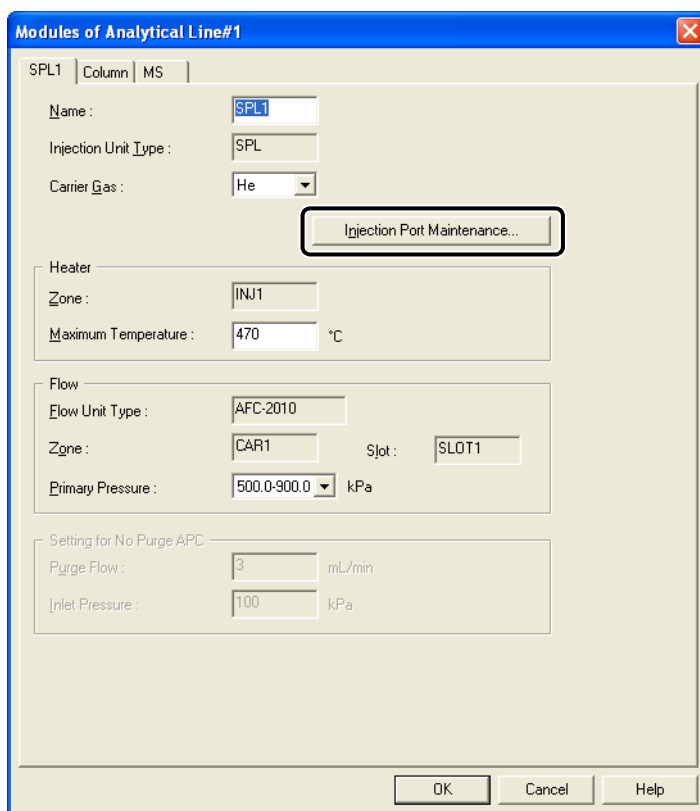 Modules of Analytical Line#1
SPL1 Column MS
Name : SPL1
Injection Unit Type : SPL
Carrier Gas : He
Injection Port Maintenance...
Heater
Zone : INJ1
Maximum Temperature : 470 °C
Flow
Flow Unit Type : AFC-2010
Zone : CAR1 Slot : SLOT1
Primary Pressure : 500.0-900.0 kPa
Setting for No Purge APC
Purge Flow : 3 mL/min
Inlet Pressure : 100 kPa
OK Cancel Help